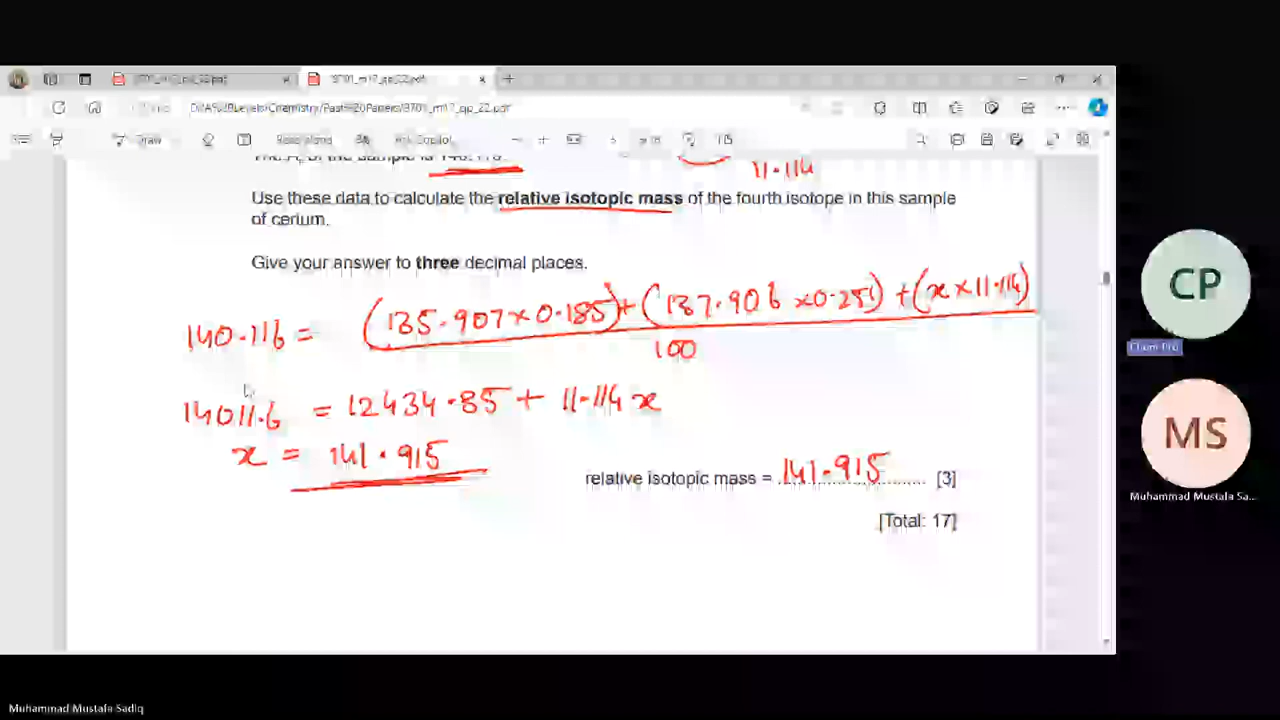 11.114
Use these data to calculate the relative isotopic mass of the fourth isotope in this sample
of cerium.
Give your answer to three decimal places.
140.116 = (135.907×0.185)+(137.906×0.251)+(x×11.114)
100
14011.6 = 12434.85 + 11.114x
x = 141.915
relative isotopic mass = 141.915 [3]
[Total: 17]
CP
MS
Muhammad Mustafa Sa...
Muhammad Mustafa Sadiq